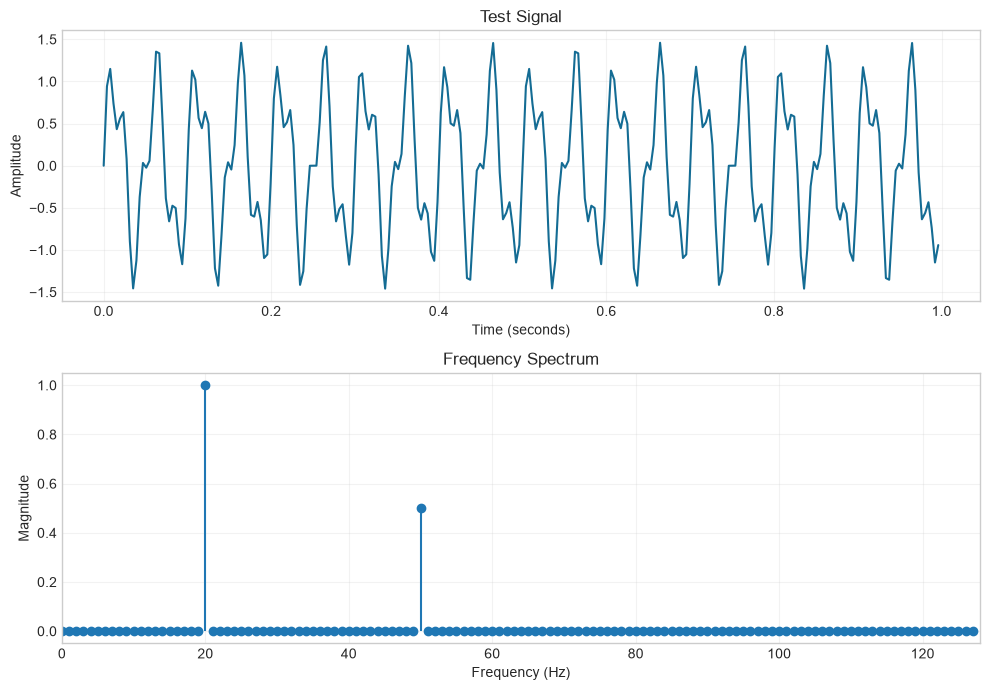 Test Signal
1.5
1.0
0.5
0.0
−0.5
−1.0
−1.5
Amplitude
0.0 0.2 0.4 0.6 0.8 1.0
Time (seconds)
Frequency Spectrum
1.0
0.8
0.6
0.4
0.2
0.0
Magnitude
0 20 40 60 80 100 120
Frequency (Hz)